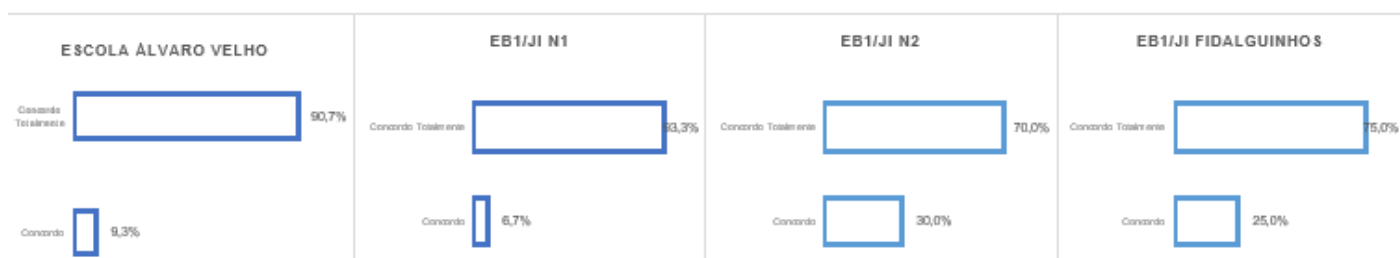 ESCOLA ÁLVARO VELHO
Concordo
Totalmente
90,7%
Concordo
9,3%
EB1/JI N1
Concordo Totalmente
93,3%
Concordo
6,7%
EB1/JI N2
Concordo Totalmente
70,0%
Concordo
30,0%
EB1/JI FIDALGUINHOS
Concordo Totalmente
75,0%
Concordo
25,0%